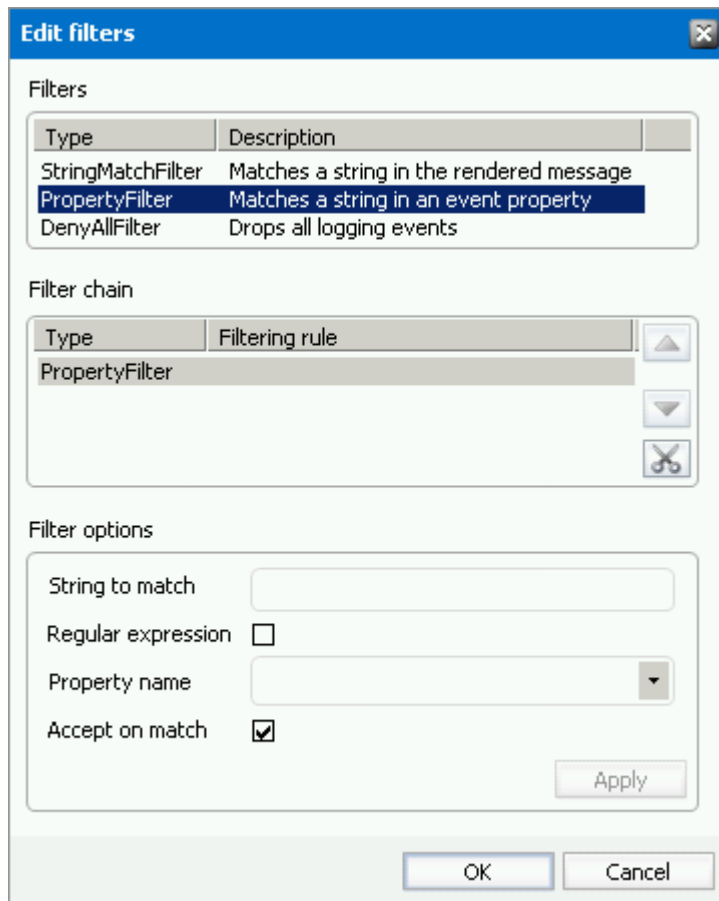 Edit filters
Filters
Type Description
StringMatchFilter Matches a string in the rendered message
PropertyFilter Matches a string in an event property
DenyAllFilter Drops all logging events
Filter chain
Type Filtering rule
PropertyFilter
Filter options
String to match
Regular expression
Property name
Accept on match
Apply
OK Cancel